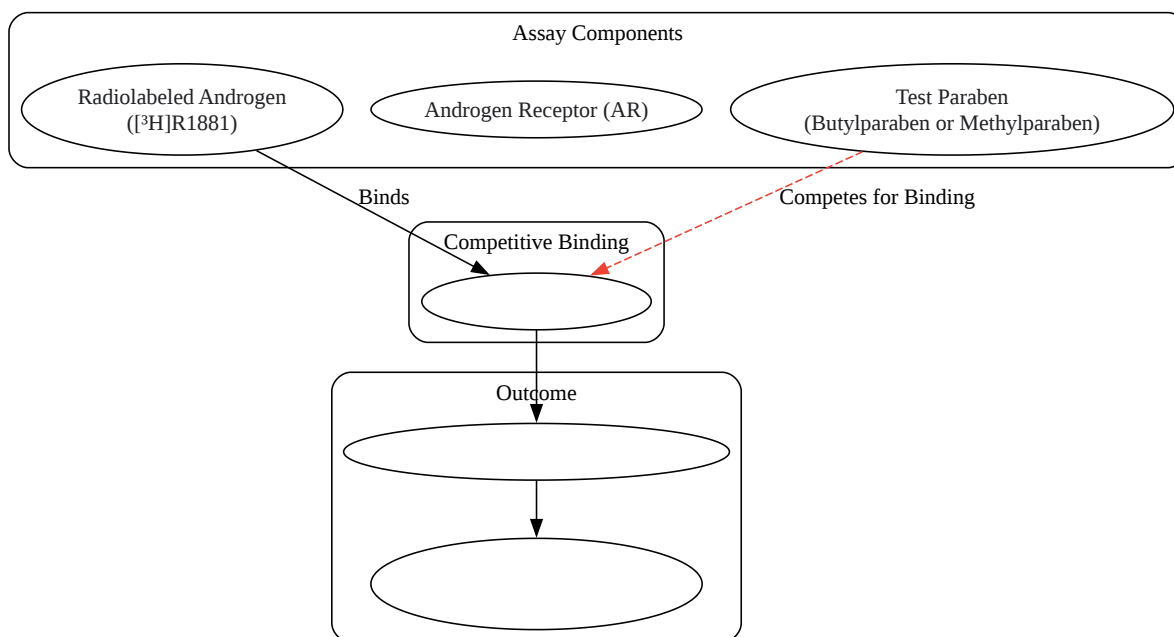 Assay Components
Radiolabeled Androgen
([³H]R1881)
Androgen Receptor (AR)
Test Paraben
(Butylparaben or Methylparaben)
Binds
Competes for Binding
Competitive Binding
Outcome